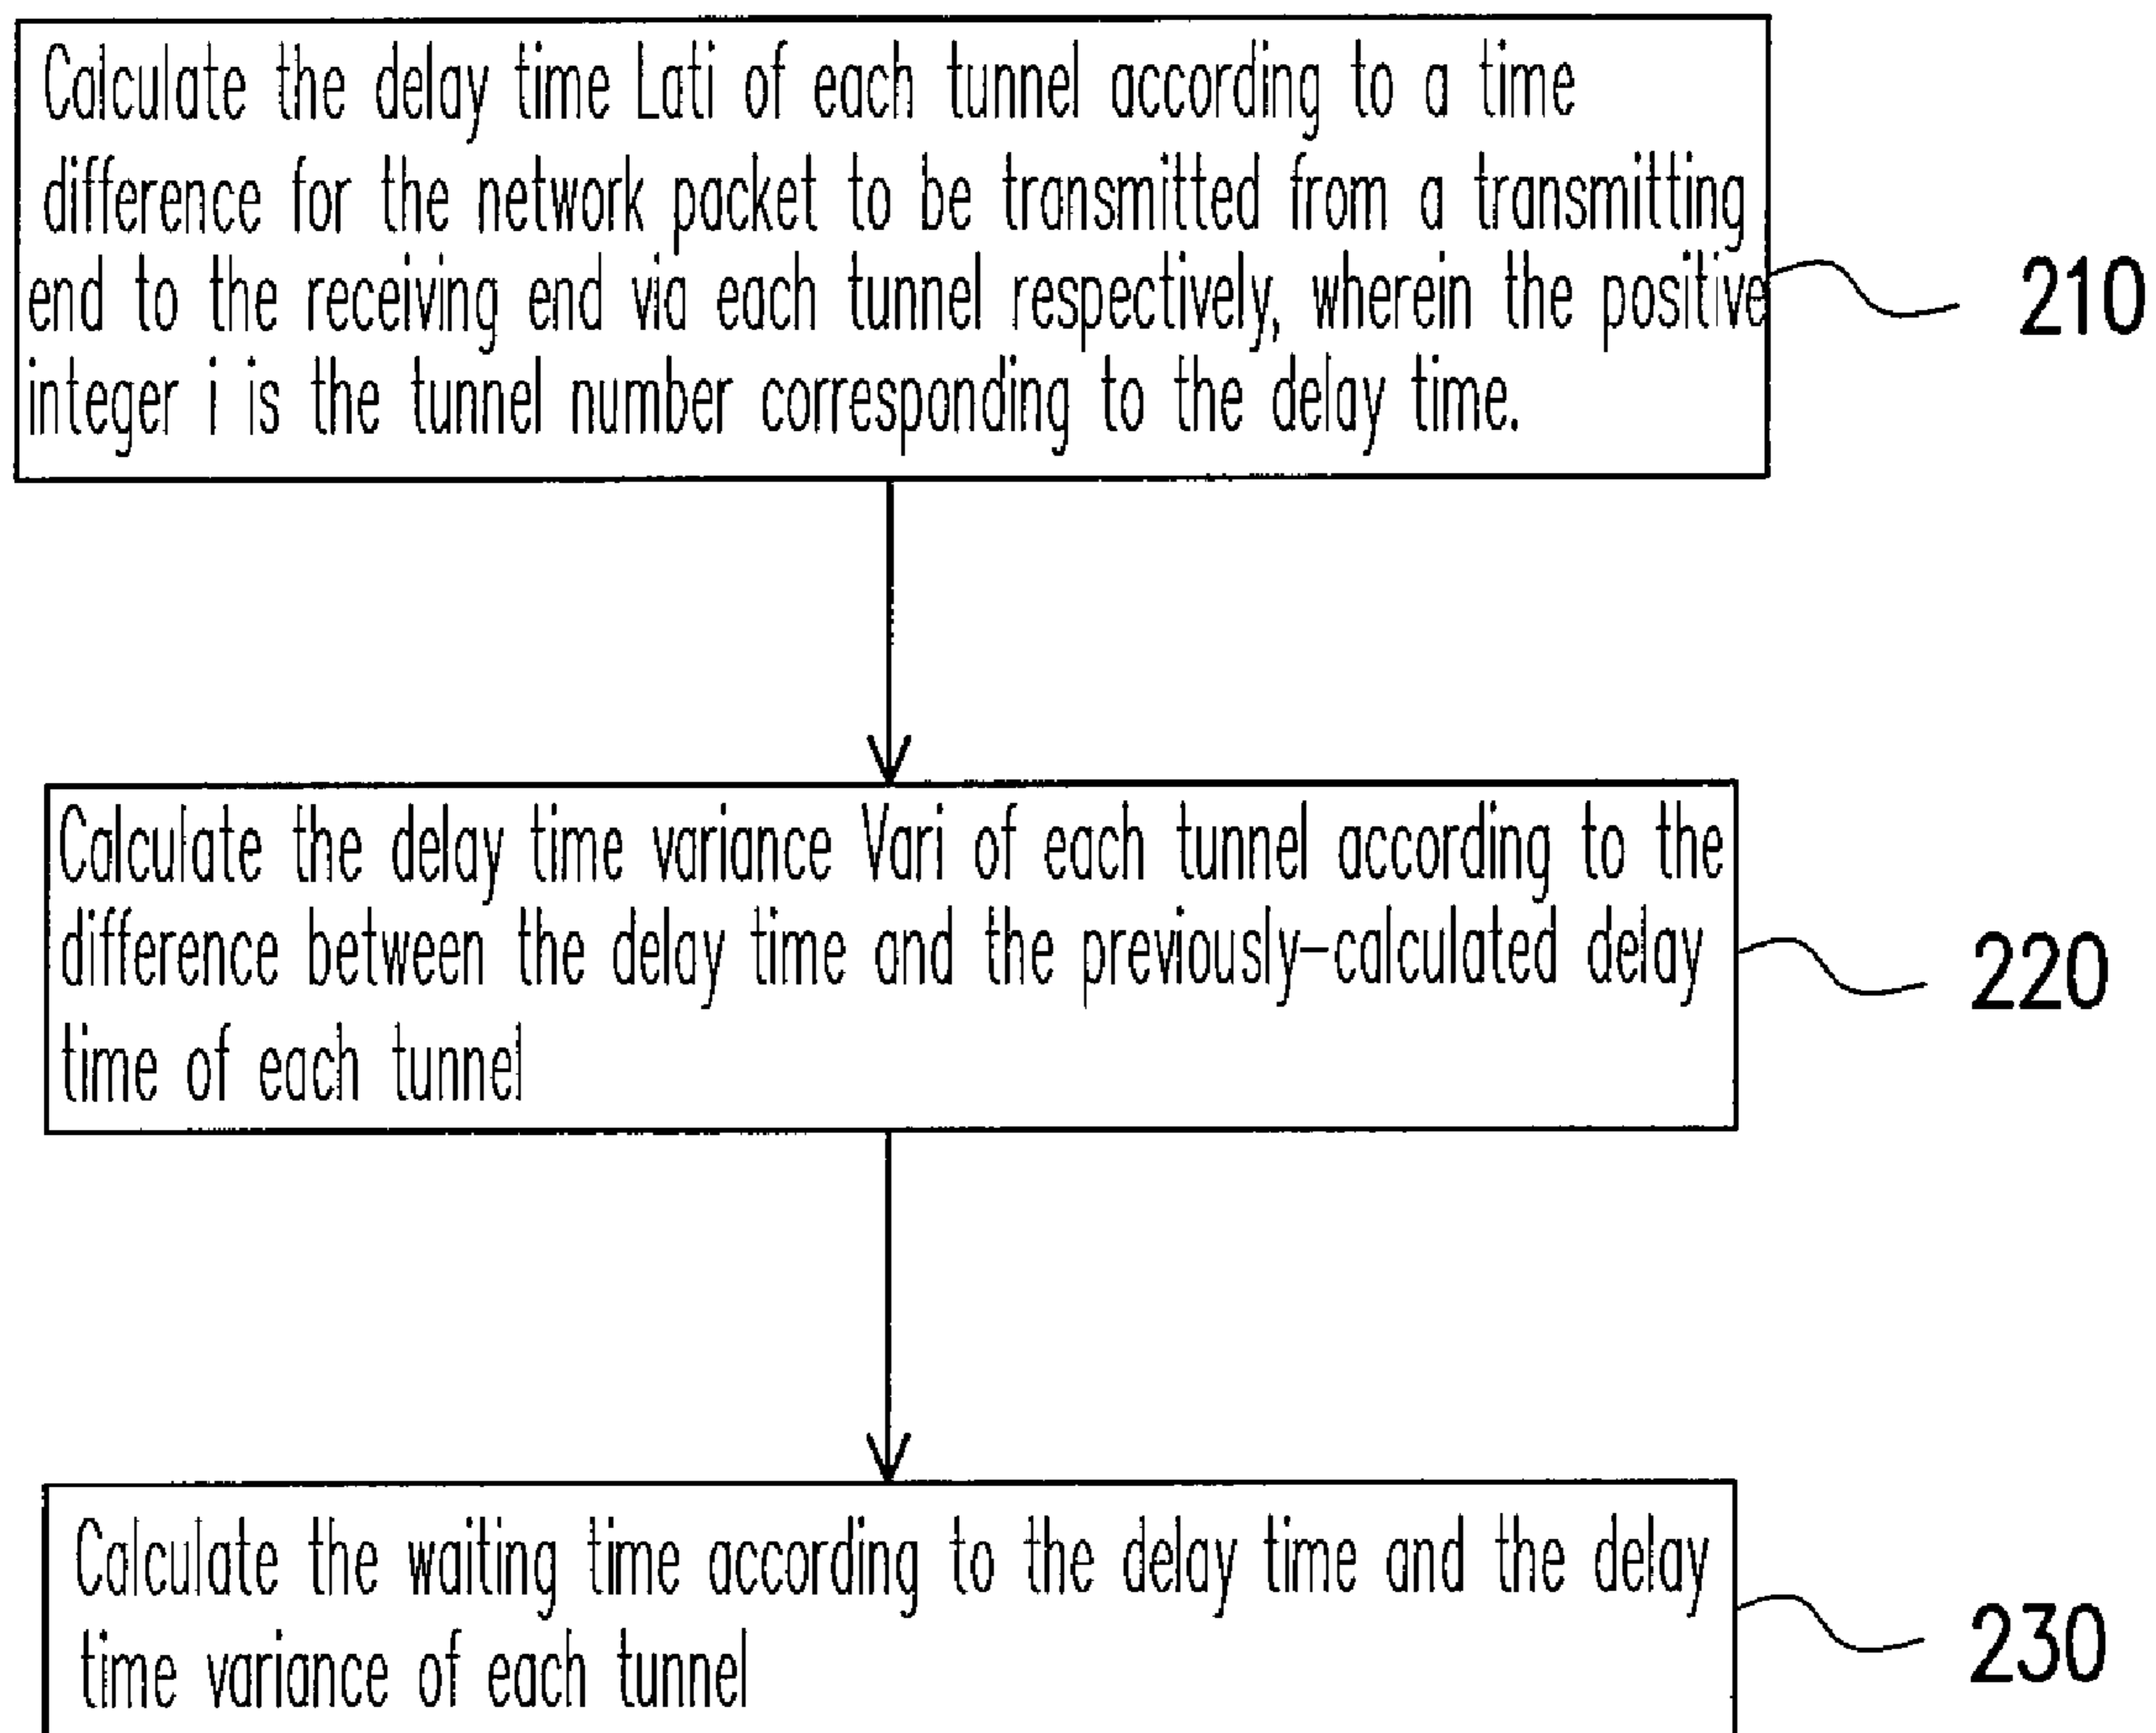 Calculate the delay time Lati of each tunnel according to a time
difference for the network packet to be transmitted from a transmitting
end to the receiving end via each tunnel respectively, wherein the positive
integer i is the tunnel number corresponding to the delay time.
210
Calculate the delay time variance Vari of each tunnel according to the
difference between the delay time and the previously-calculated delay
time of each tunnel
220
Calculate the waiting time according to the delay time and the delay
time variance of each tunnel
230